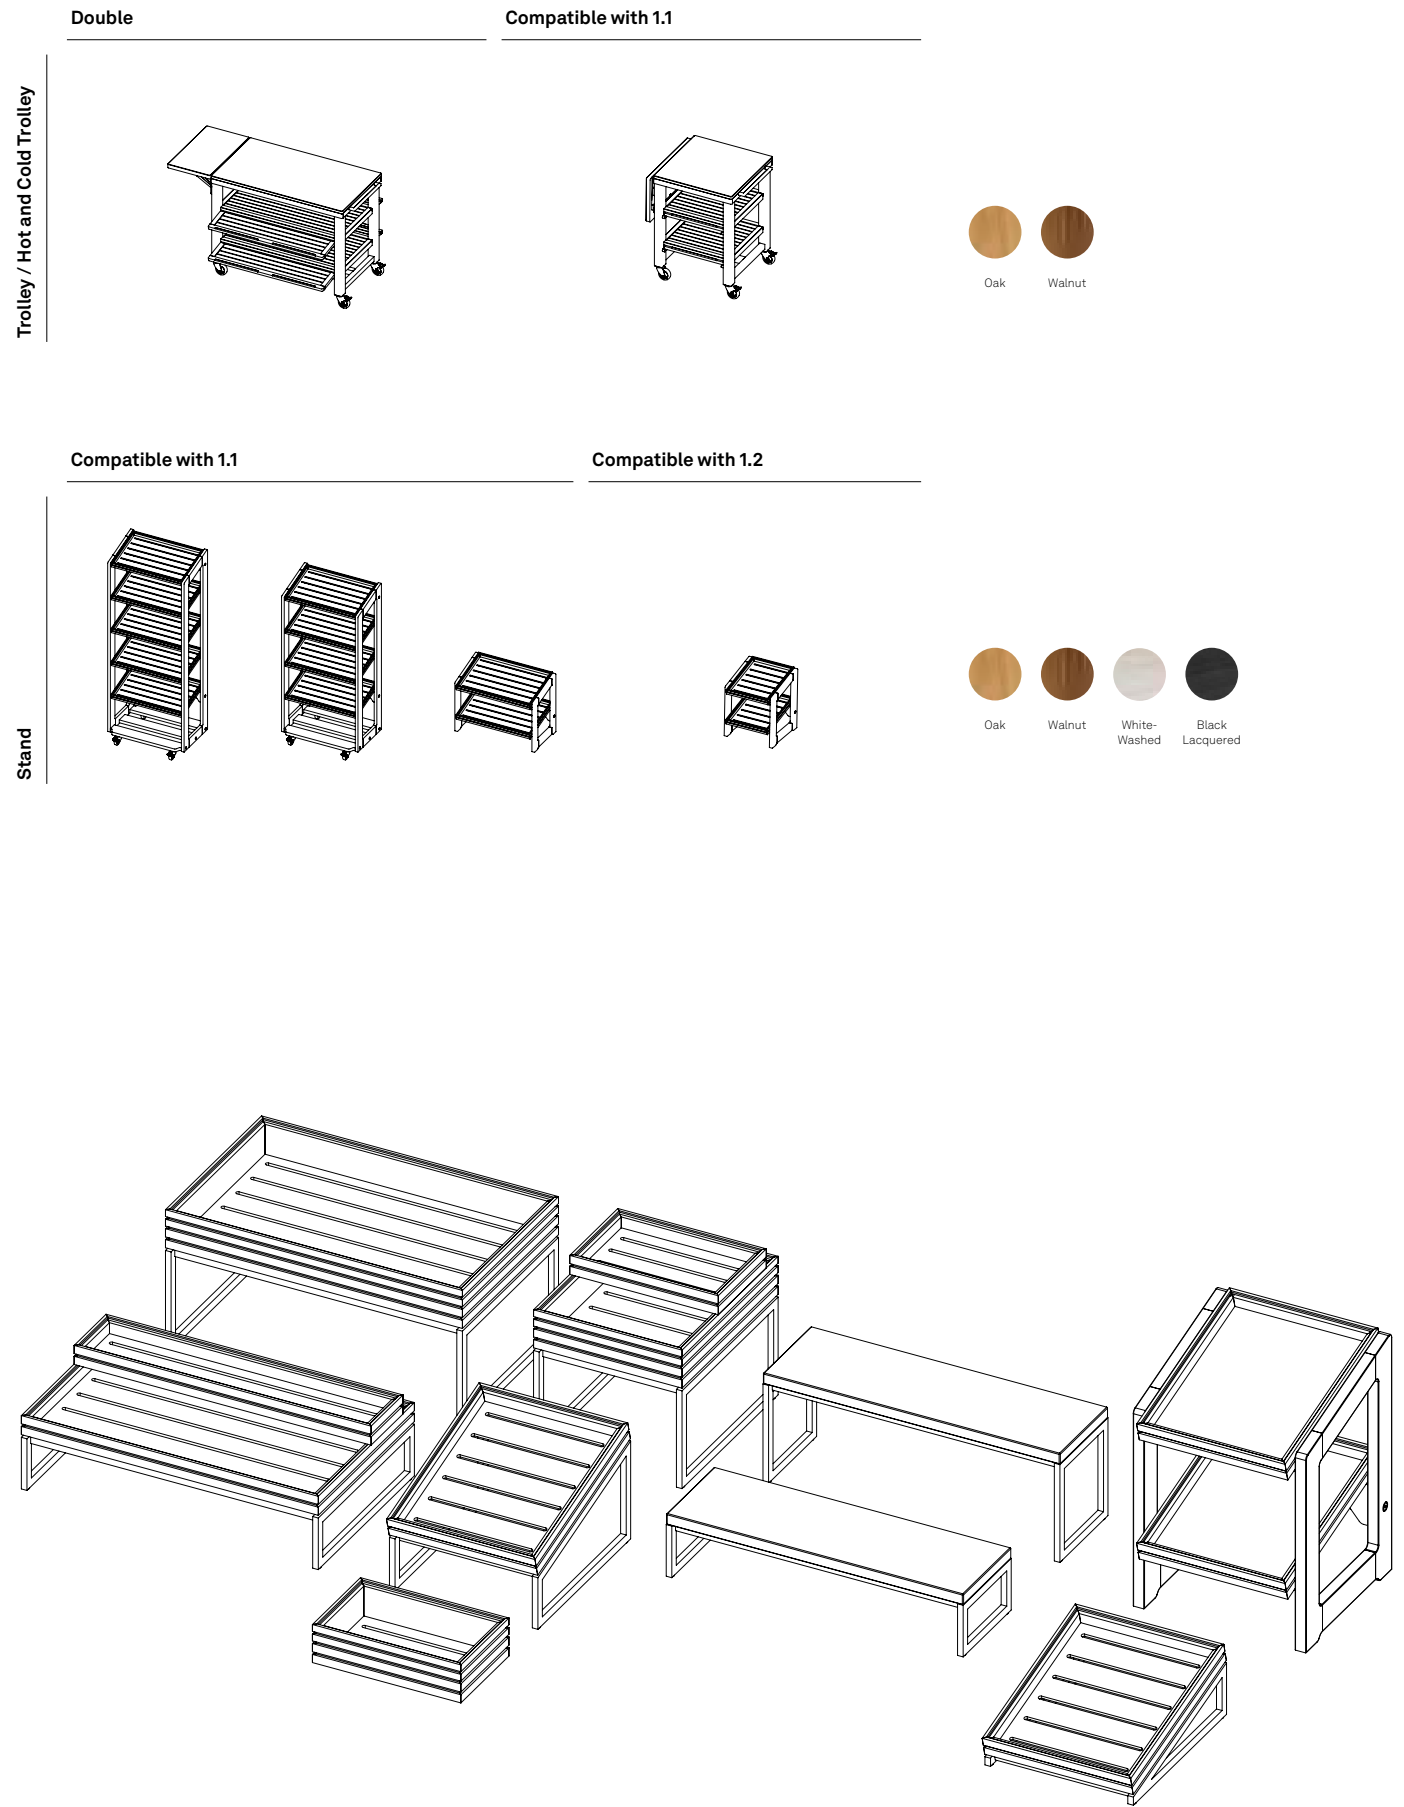 Double
Compatible with 1.1
Trolley / Hot and Cold Trolley
Oak
Walnut
Compatible with 1.1
Compatible with 1.2
Stand
Oak
Walnut
White-
Washed
Black
Lacquered